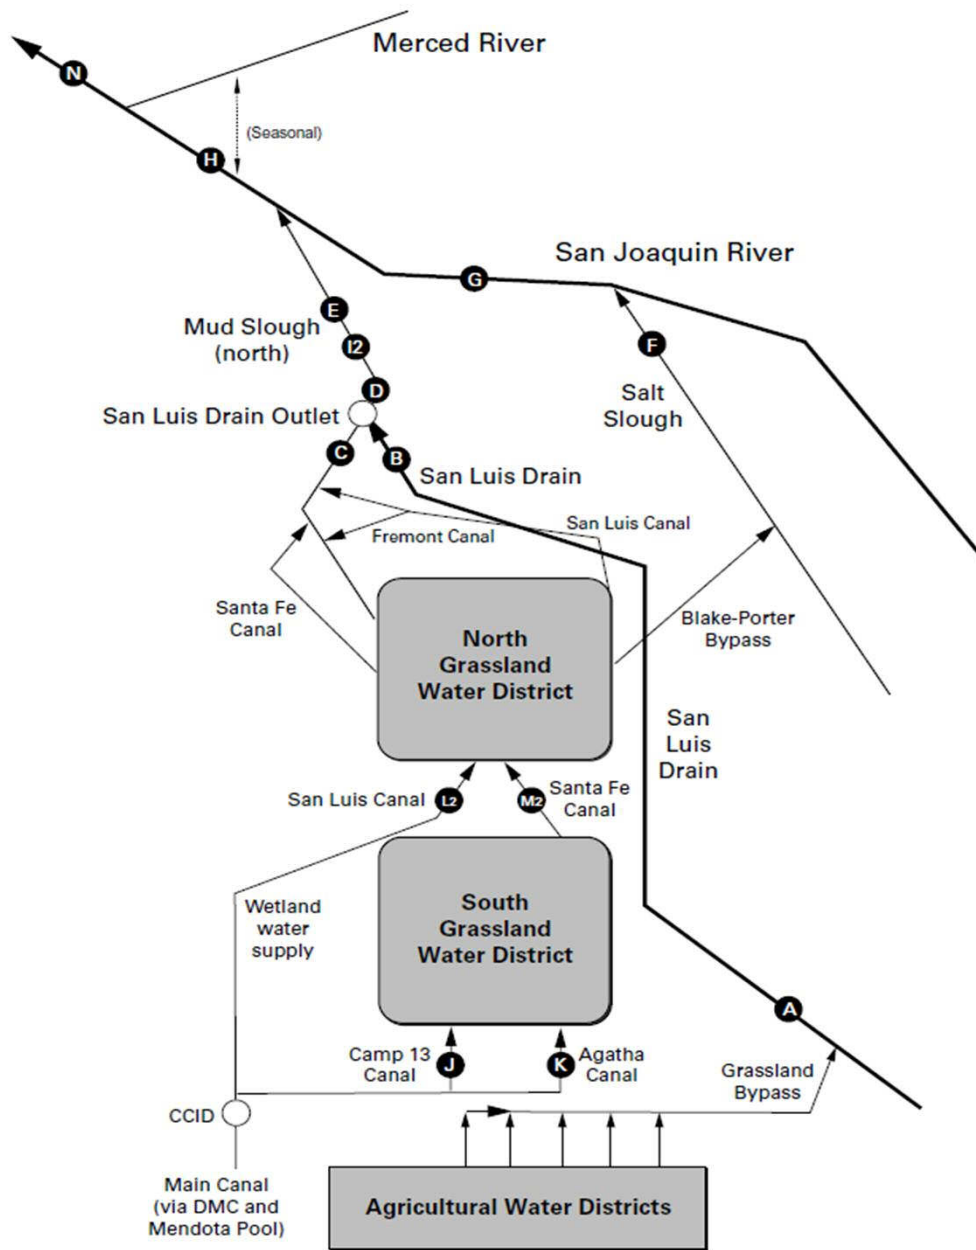 Merced River
N
(Seasonal)
H
San Joaquin River
G
E
Mud Slough
(north)
I2
F
Salt
Slough
D
San Luis Drain Outlet
C
B
San Luis Drain
San Luis Canal
Fremont Canal
Santa Fe
Canal
Blake-Porter
Bypass
North
Grassland
Water District
San
Luis
Drain
San Luis Canal
L2
M2
Santa Fe
Canal
Wetland
water
supply
South
Grassland
Water District
A
Camp 13
Canal
J
K
Agatha
Canal
Grassland
Bypass
CCID
Main Canal
(via DMC and
Mendota Pool)
Agricultural Water Districts